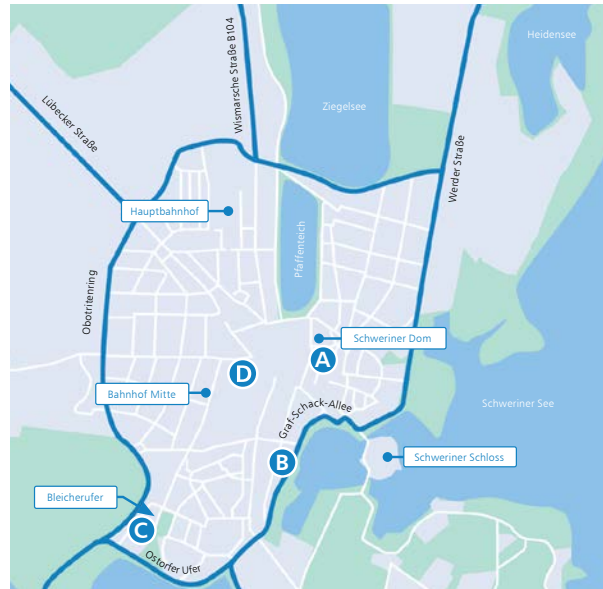 Heidensee
Wismarsche Straße B104
Ziegelsee
Lübecker Straße
Werder Straße
Hauptbahnhof
Pfaffenteich
Obotritenring
Schweriner Dom
A
D
Bahnhof Mitte
Schweriner See
Graf-Schack-Allee
B
Schweriner Schloss
Bleicherufer
C
Ostorfer Ufer